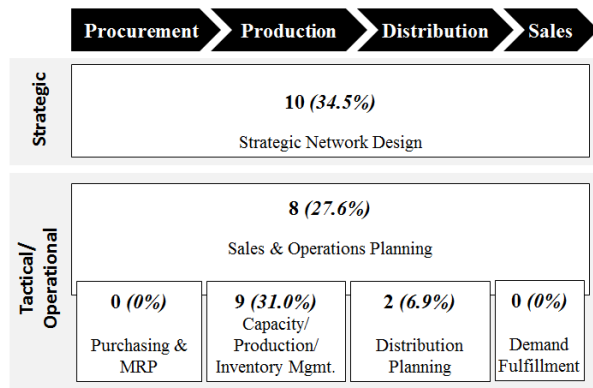 Procurement Production Distribution Sales
Strategic
10 (34.5%)
Strategic Network Design
Tactical/
Operational
8 (27.6%)
Sales & Operations Planning
0 (0%)
Purchasing &
MRP
9 (31.0%)
Capacity/
Production/
Inventory Mgmt.
2 (6.9%)
Distribution
Planning
0 (0%)
Demand
Fulfillment